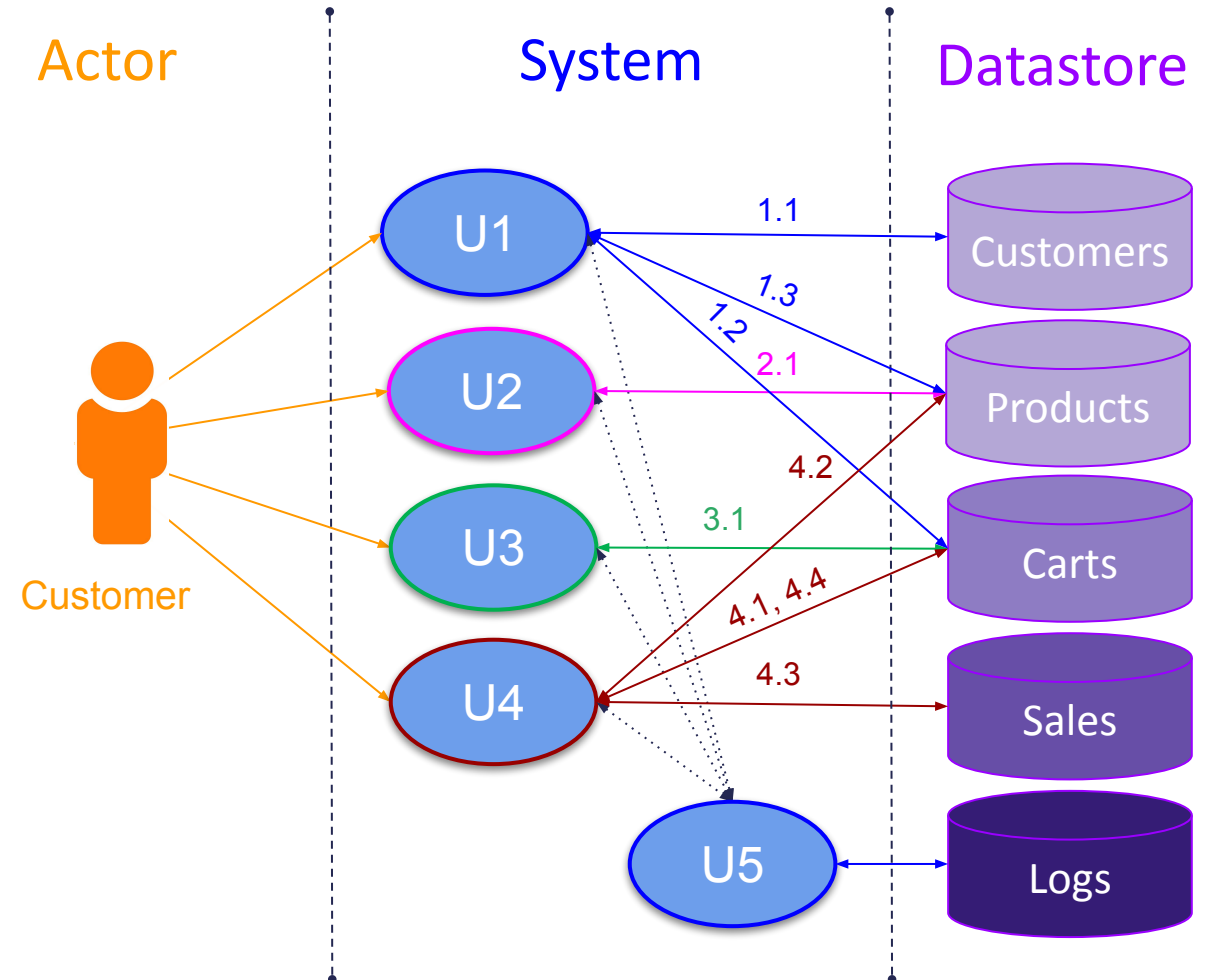 Actor
System
Datastore
U1
1.1
Customers
1.3
1.2
U2
2.1
Products
4.2
U3
3.1
Carts
Customer
4.1, 4.4
U4
4.3
Sales
U5
Logs